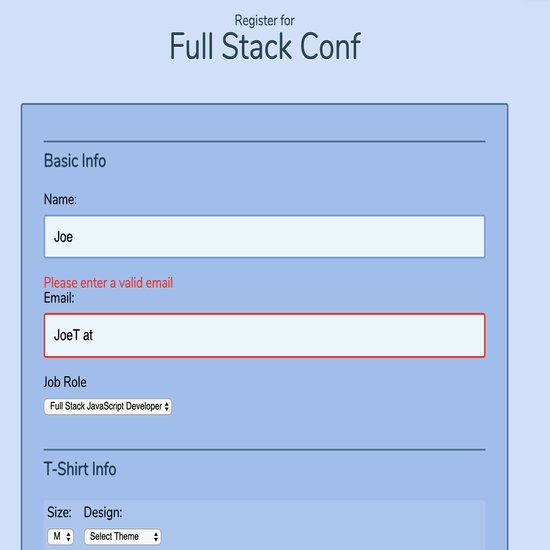 Register for
Full Stack Conf
Basic Info
Name:
Joe
Please enter a valid email
Email:
JoeT at
Job Role
Full Stack JavaScript Developer
T-Shirt Info
Size: Design:
M Select Theme